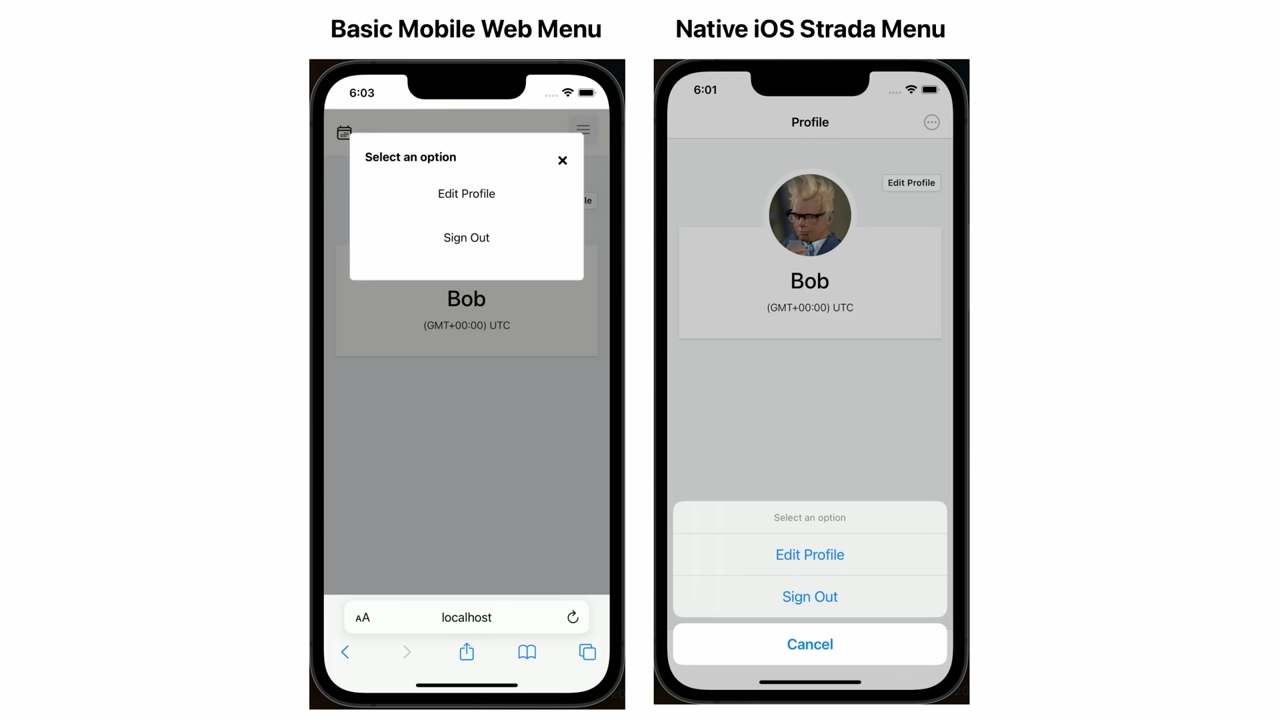 Basic Mobile Web Menu
Native iOS Strada Menu
6:03
Select an option
Edit Profile
Sign Out
le
Bob
(GMT+00:00) UTC
AA
localhost
6:01
Profile
Edit Profile
Bob
(GMT+00:00) UTC
Select an option
Edit Profile
Sign Out
Cancel